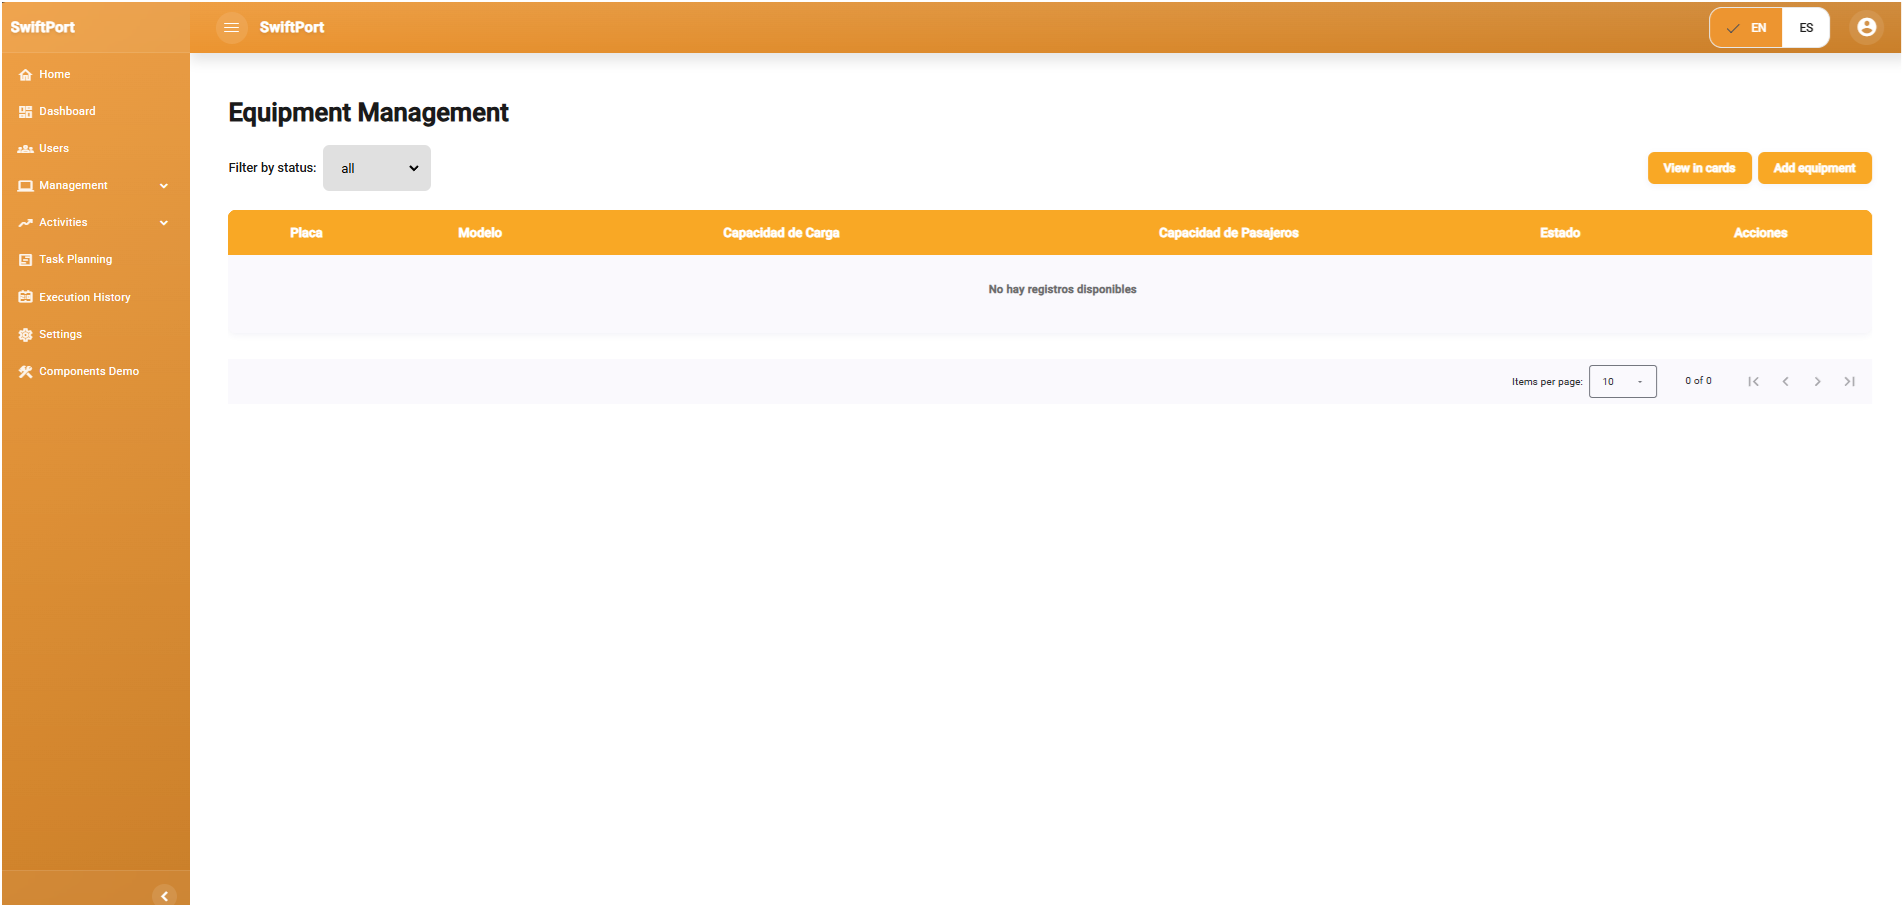 SwiftPort
SwiftPort
EN
ES
Home
Dashboard
Users
Management
Activities
Task Planning
Execution History
Settings
Components Demo
Equipment Management
Filter by status:
all
View in cards
Add equipment
Placa
Modelo
Capacidad de Carga
Capacidad de Pasajeros
Estado
Acciones
No hay registros disponibles
Items per page:
10
0 of 0